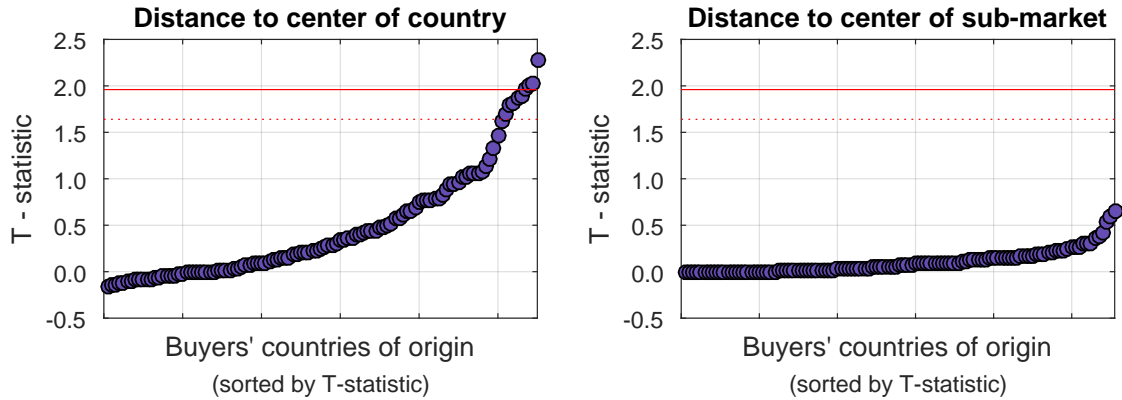 Distance to center of country
2.5
2.0
1.5
1.0
0.5
0.0
-0.5
T - statistic
Buyers' countries of origin
(sorted by T-statistic)
Distance to center of sub-market
2.5
2.0
1.5
1.0
0.5
0.0
-0.5
T - statistic
Buyers' countries of origin
(sorted by T-statistic)